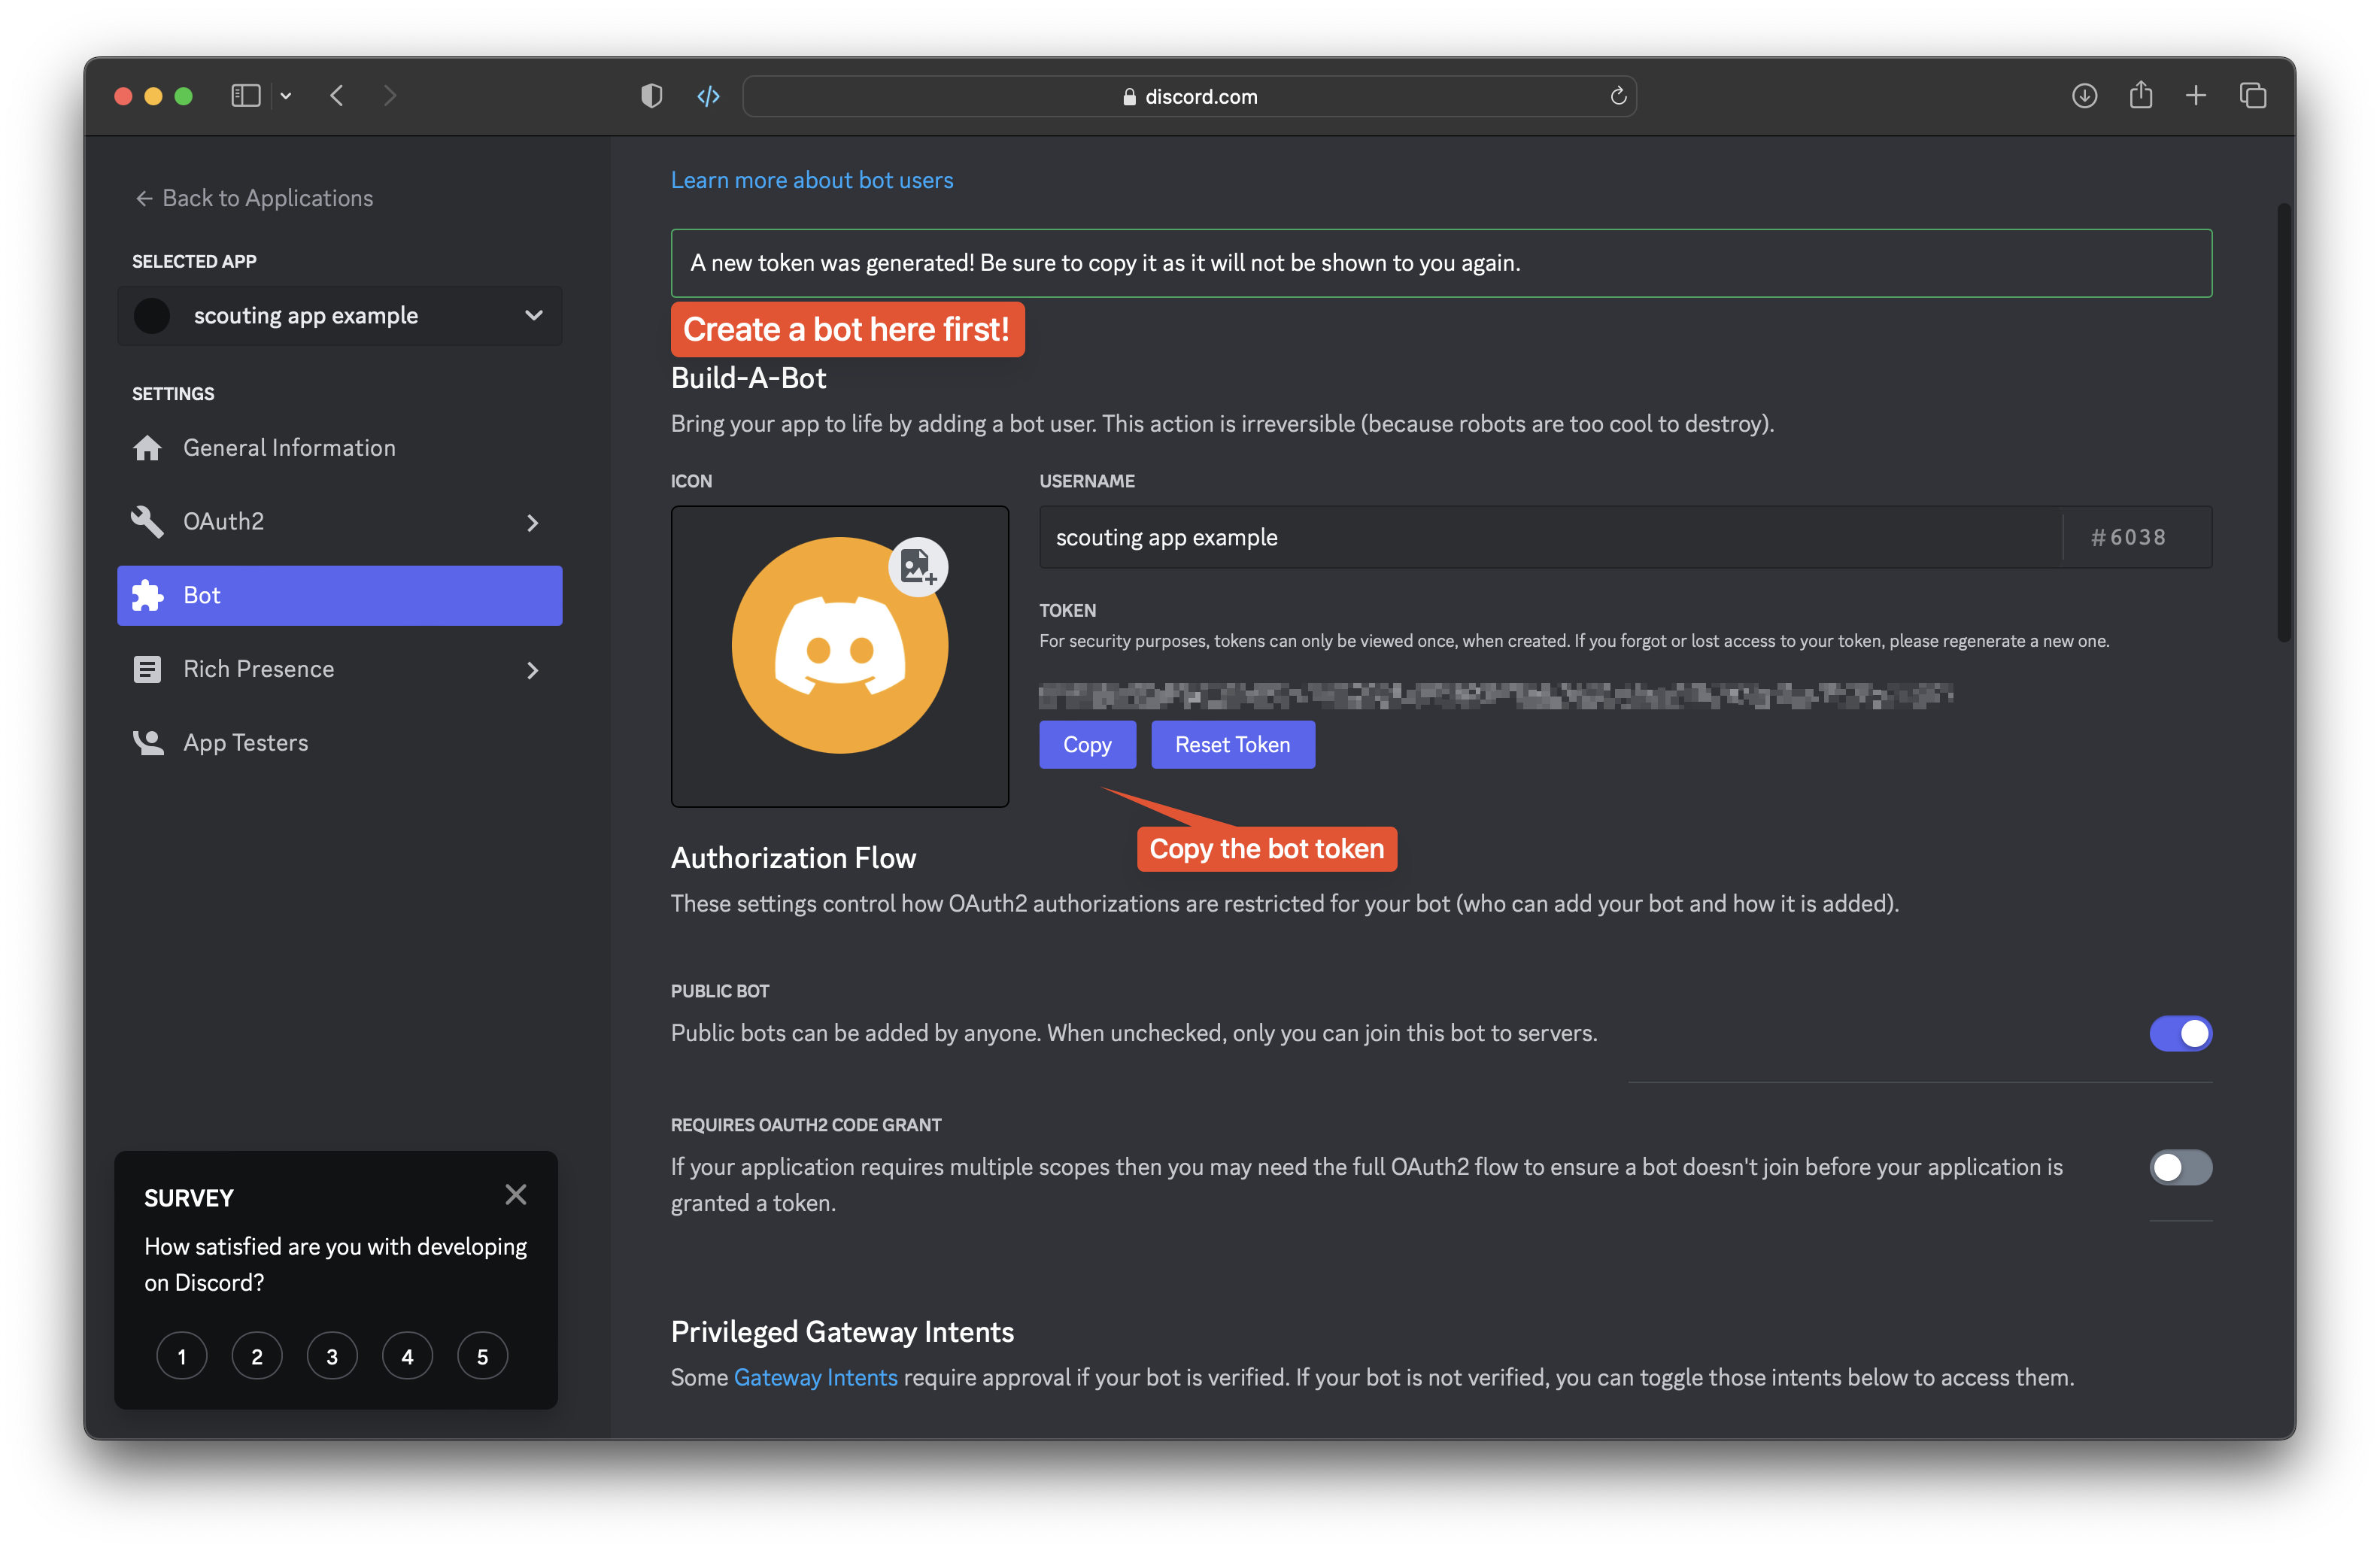 discord.com
Back to Applications
SELECTED APP
scouting app example
SETTINGS
General Information
OAuth2
Bot
Rich Presence
App Testers
SURVEY
How satisfied are you with developing
on Discord?
1 2 3 4 5
Learn more about bot users
A new token was generated! Be sure to copy it as it will not be shown to you again.
Create a bot here first!
Build-A-Bot
Bring your app to life by adding a bot user. This action is irreversible (because robots are too cool to destroy).
ICON
USERNAME
scouting app example #6038
TOKEN
For security purposes, tokens can only be viewed once, when created. If you forgot or lost access to your token, please regenerate a new one.
Copy Reset Token
Copy the bot token
Authorization Flow
These settings control how OAuth2 authorizations are restricted for your bot (who can add your bot and how it is added).
PUBLIC BOT
Public bots can be added by anyone. When unchecked, only you can join this bot to servers.
REQUIRES OAUTH2 CODE GRANT
If your application requires multiple scopes then you may need the full OAuth2 flow to ensure a bot doesn't join before your application is
granted a token.
Privileged Gateway Intents
Some Gateway Intents require approval if your bot is verified. If your bot is not verified, you can toggle those intents below to access them.